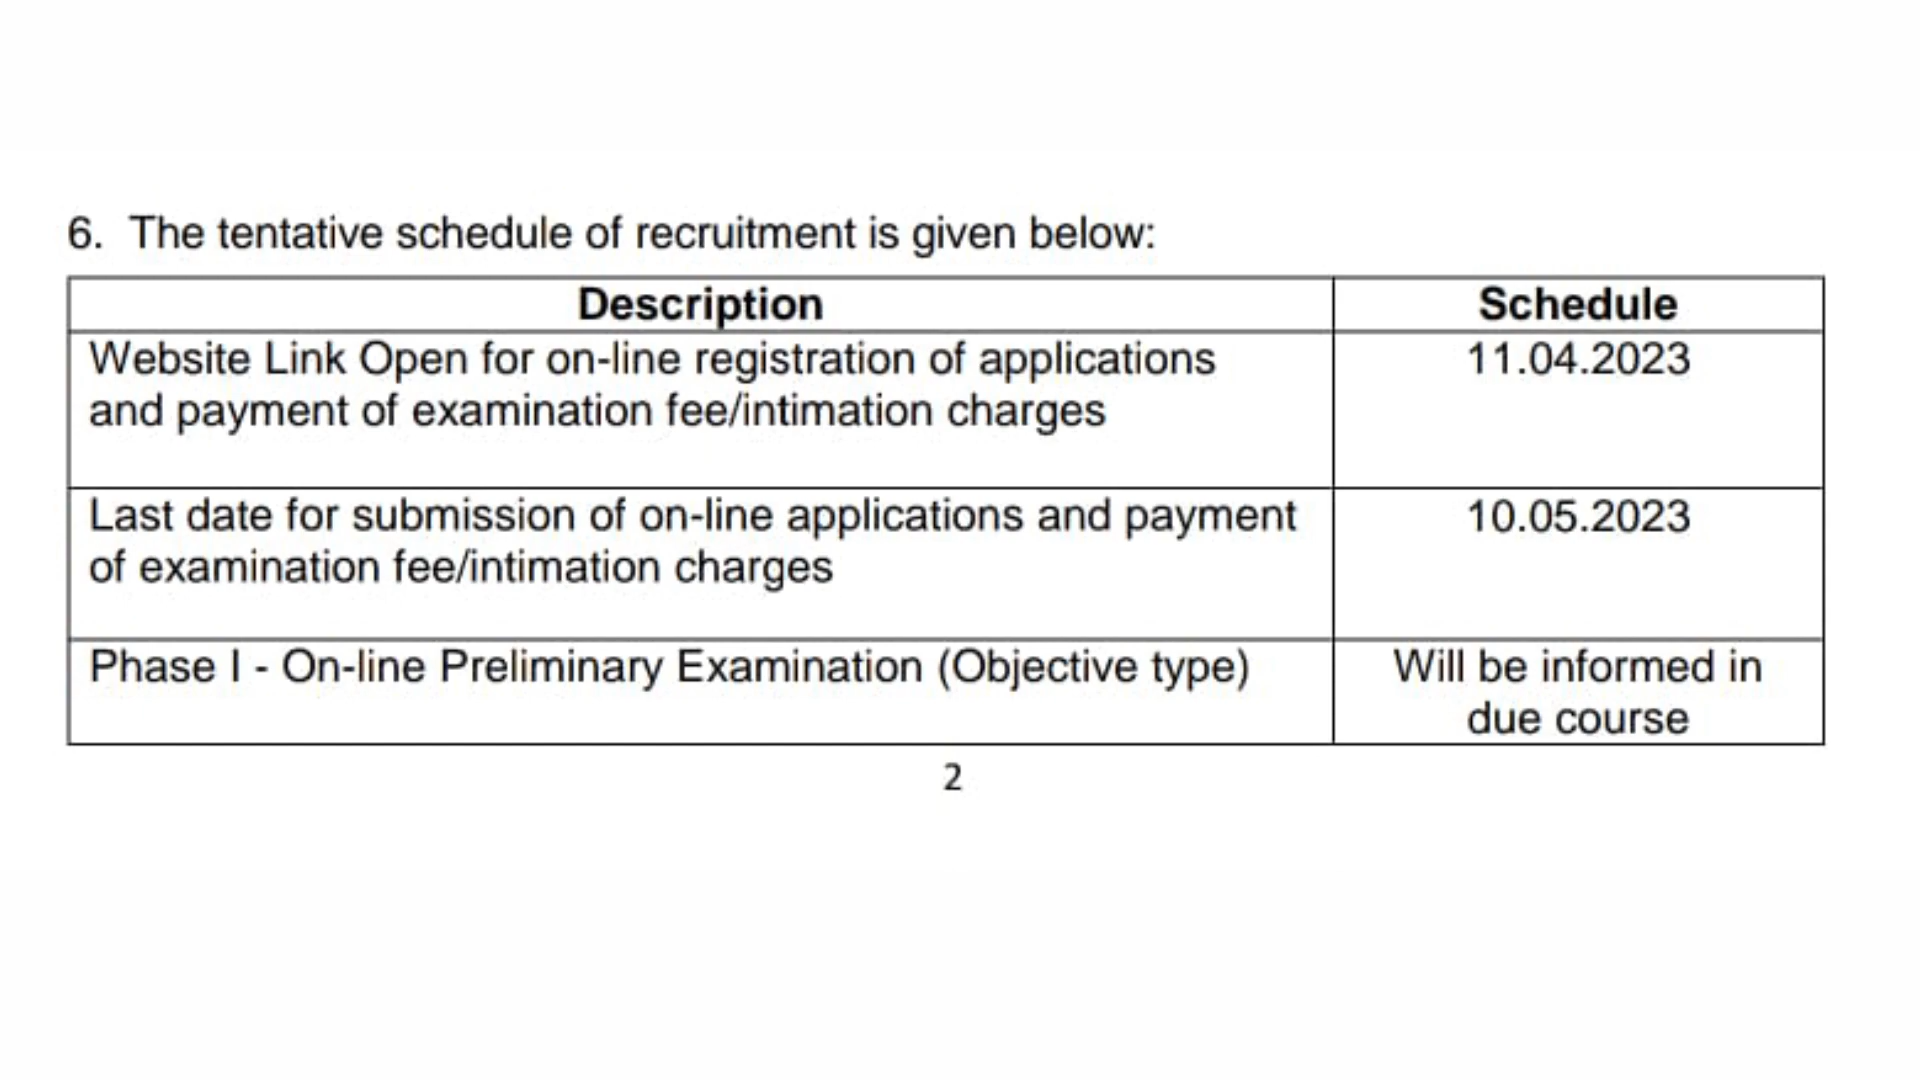 6. The tentative schedule of recruitment is given below:
Description Schedule
Website Link Open for on-line registration of applications 11.04.2023
and payment of examination fee/intimation charges
Last date for submission of on-line applications and payment 10.05.2023
of examination fee/intimation charges
Phase I - On-line Preliminary Examination (Objective type) Will be informed in
due course
2